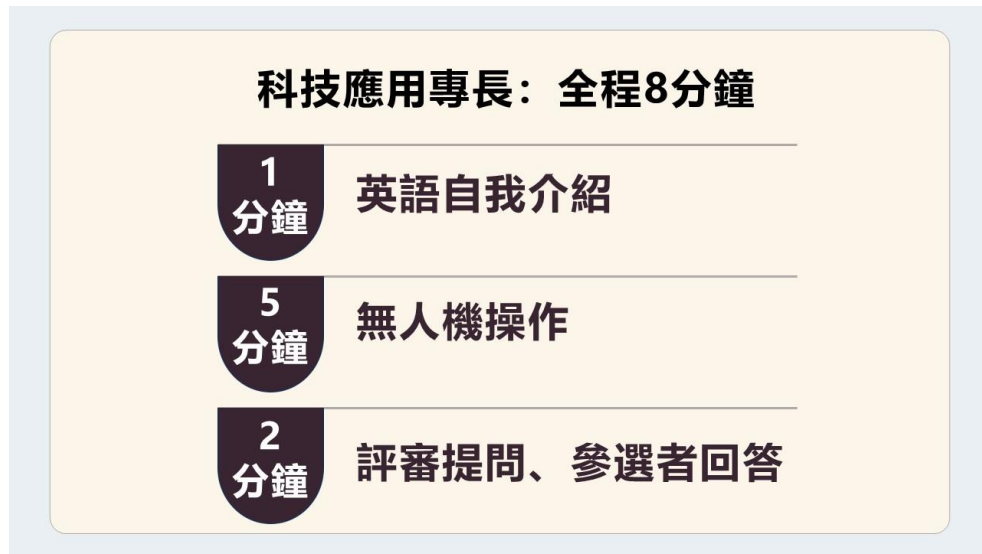 科技應用專長：全程8分鐘
1
分鐘
英語自我介紹
5
分鐘
無人機操作
2
分鐘
評審提問、參選者回答